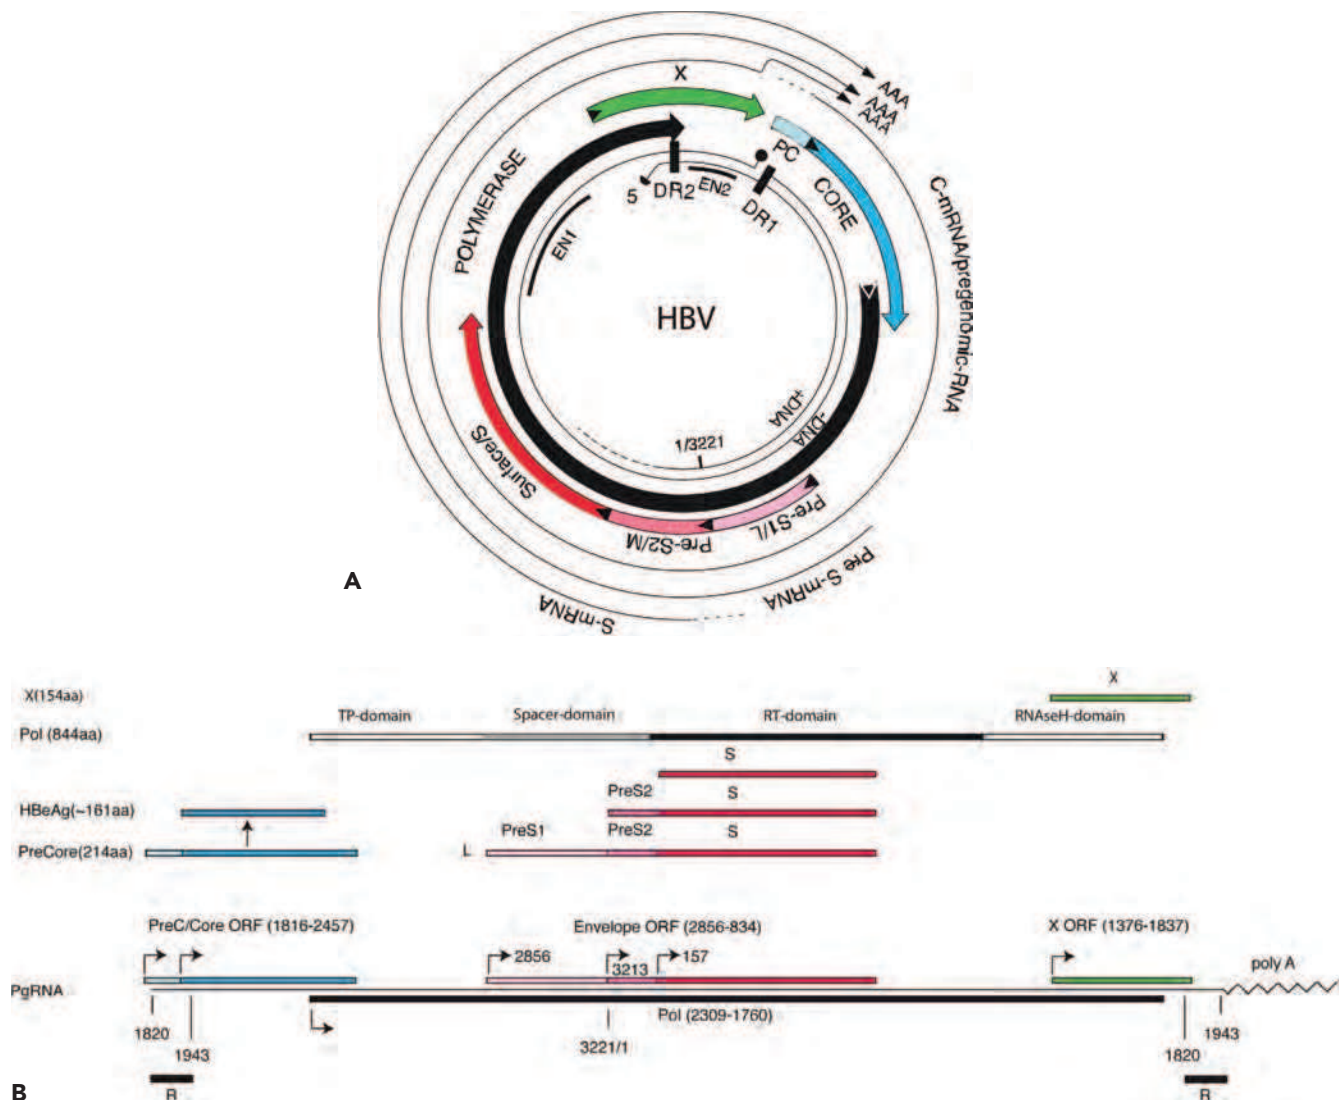 X
AAA
AAA
AAA
PC
POLYMERASE
5
DR2
EN2
DR1
CORE
EN1
C-mRNA/pregenomic-RNA
HBV
+DNA
-DNA
1/3221
Surface/S
Pre-S2/M
Pre-S1/L
Pre S-mRNA
S-mRNA
A
X
X(154aa)
TP-domain Spacer-domain RT-domain RNAseH-domain
Pol (844aa)
S
PreS2 S
HBeAg(~161aa)
PreS1 PreS2 S
PreCore(214aa) L
PreC/Core ORF (1816-2457) Envelope ORF (2856-834) X ORF (1376-1837)
2856 3213 157 poly A
PgRNA
Pol (2309-1760)
1820 1943 3221/1 1820 1943
B R R